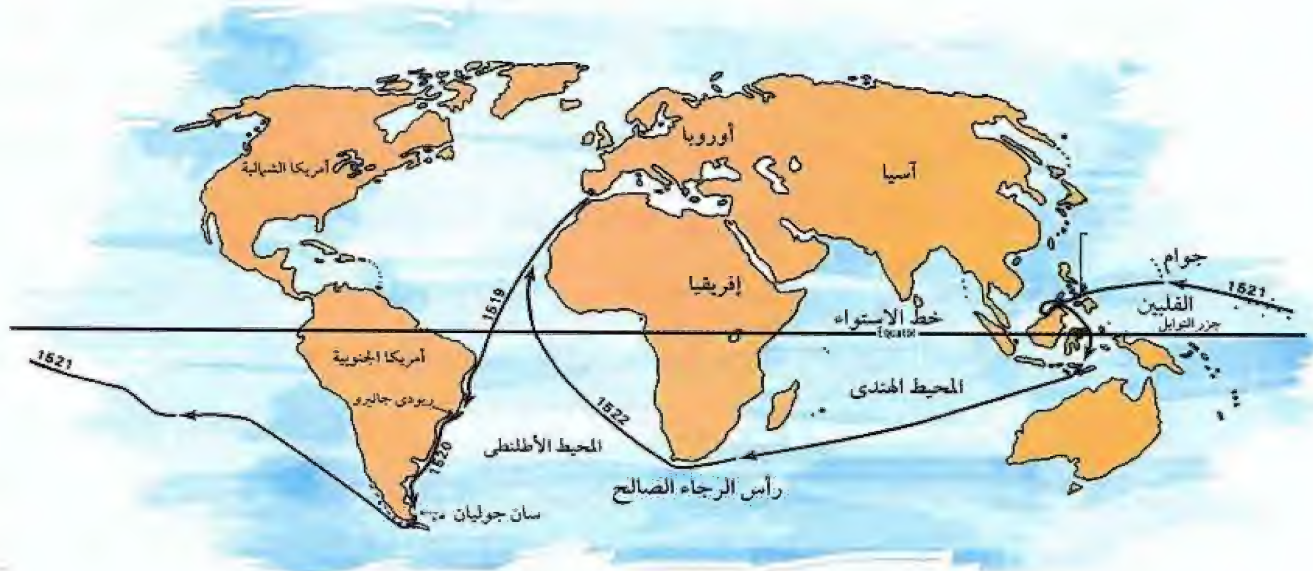 أوروبا
أمريكا الشمالية
آسيا
جوام
إفريقيا
1521
الفلبين
جزر التوابل
1519
خط الاستواء
Equator
أمريكا الجنوبية
1521
المحيط الهندى
ريودى جانيرو
1522
المحيط الأطلنطى
1520
رأس الرجاء الصالح
سان جوليان